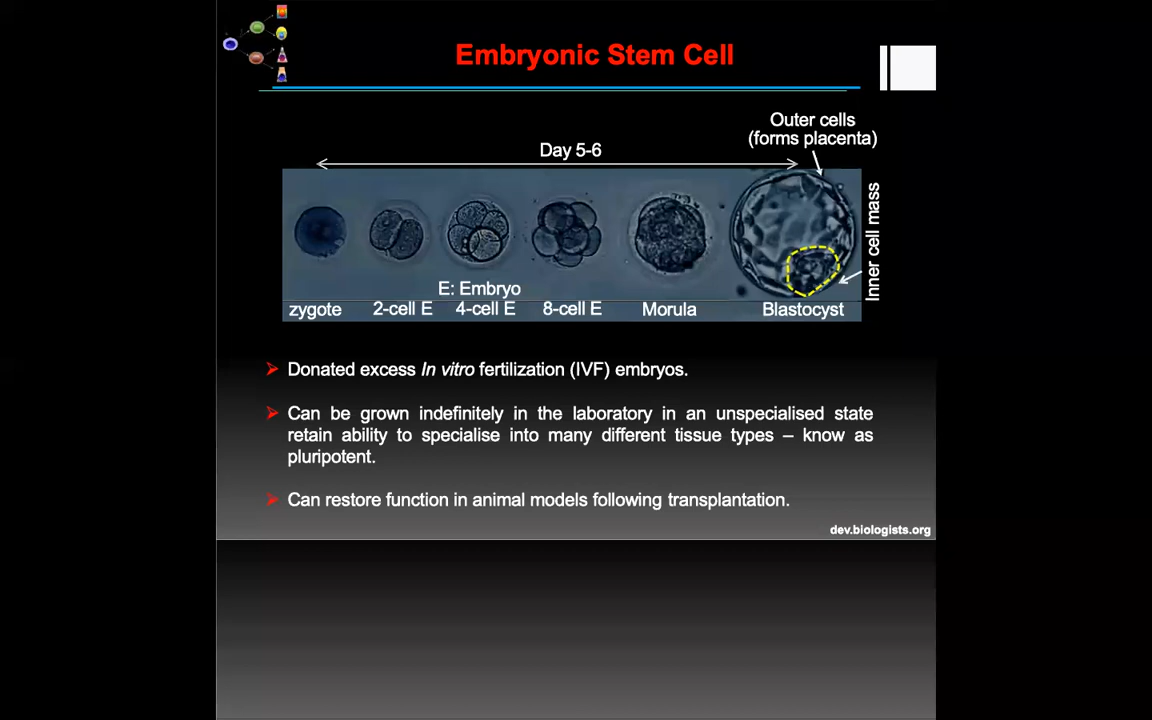 Embryonic Stem Cell
Outer cells
(forms placenta)
Day 5-6
Inner cell mass
E: Embryo
zygote 2-cell E 4-cell E 8-cell E Morula Blastocyst
Donated excess In vitro fertilization (IVF) embryos.
Can be grown indefinitely in the laboratory in an unspecialised state
retain ability to specialise into many different tissue types – know as
pluripotent.
Can restore function in animal models following transplantation.
dev.biologists.org